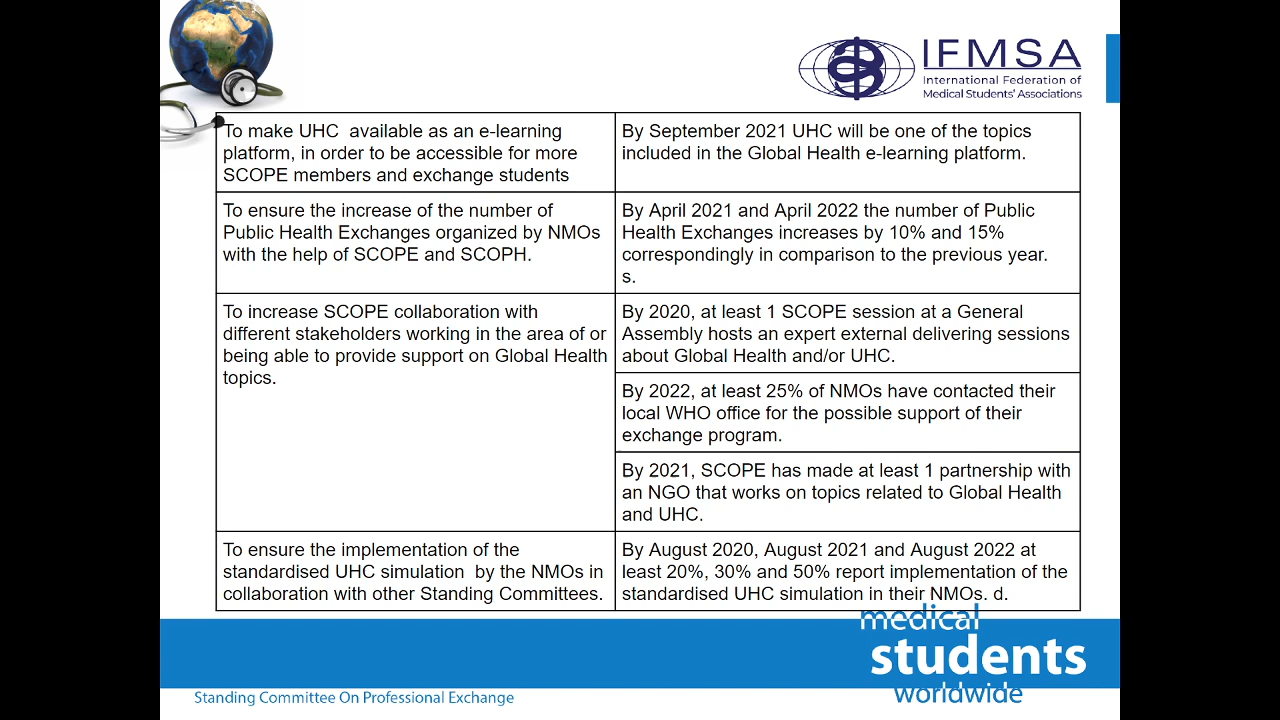 IFMSA
International Federation of
Medical Students' Associations
To make UHC available as an e-learning
platform, in order to be accessible for more
SCOPE members and exchange students
By September 2021 UHC will be one of the topics
included in the Global Health e-learning platform.
To ensure the increase of the number of
Public Health Exchanges organized by NMOs
with the help of SCOPE and SCOPH.
By April 2021 and April 2022 the number of Public
Health Exchanges increases by 10% and 15%
correspondingly in comparison to the previous year.
s.
To increase SCOPE collaboration with
different stakeholders working in the area of or
being able to provide support on Global Health
topics.
By 2020, at least 1 SCOPE session at a General
Assembly hosts an expert external delivering sessions
about Global Health and/or UHC.
By 2022, at least 25% of NMOs have contacted their
local WHO office for the possible support of their
exchange program.
By 2021, SCOPE has made at least 1 partnership with
an NGO that works on topics related to Global Health
and UHC.
To ensure the implementation of the
standardised UHC simulation by the NMOs in
collaboration with other Standing Committees.
By August 2020, August 2021 and August 2022 at
least 20%, 30% and 50% report implementation of the
standardised UHC simulation in their NMOs. d.
medical
students
worldwide
Standing Committee On Professional Exchange